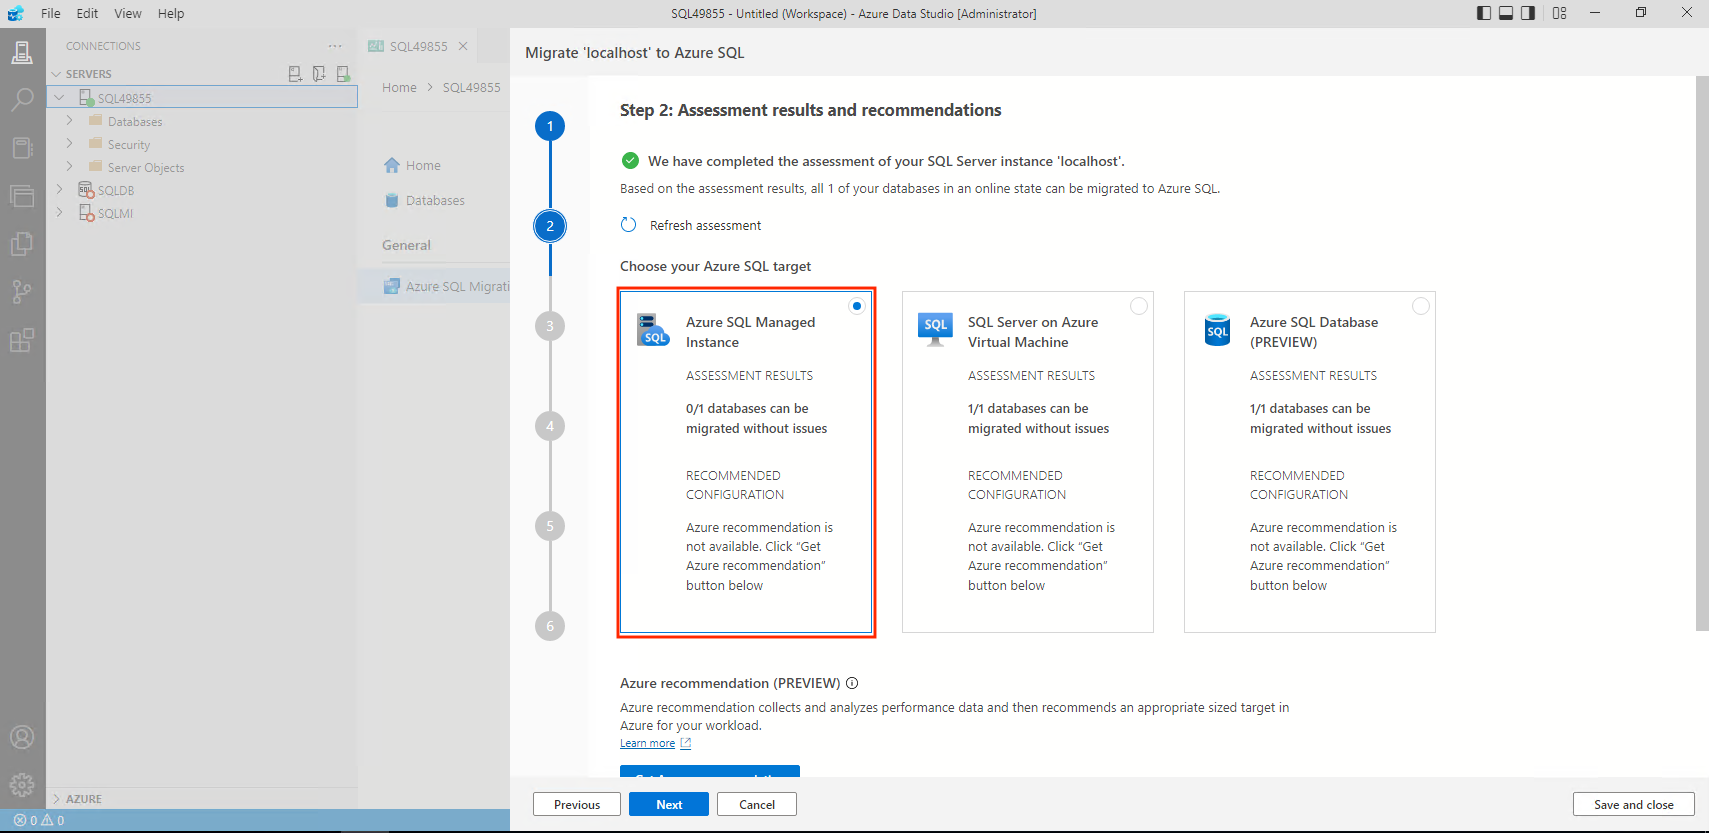 File Edit View Help
SQL49855 - Untitled (Workspace) - Azure Data Studio [Administrator]
CONNECTIONS
SERVERS
SQL49855
Databases
Security
Server Objects
SQLDB
SQLMI
AZURE
0 0
SQL49855
Home > SQL49855
Home
Databases
General
Azure SQL Migrati
Migrate 'localhost' to Azure SQL
1
2
3
4
5
6
Step 2: Assessment results and recommendations
We have completed the assessment of your SQL Server instance 'localhost'.
Based on the assessment results, all 1 of your databases in an online state can be migrated to Azure SQL.
Refresh assessment
Choose your Azure SQL target
SQL
Azure SQL Managed
Instance
ASSESSMENT RESULTS
0/1 databases can be
migrated without issues
RECOMMENDED
CONFIGURATION
Azure recommendation is
not available. Click “Get
Azure recommendation”
button below
SQL
SQL Server on Azure
Virtual Machine
ASSESSMENT RESULTS
1/1 databases can be
migrated without issues
RECOMMENDED
CONFIGURATION
Azure recommendation is
not available. Click “Get
Azure recommendation”
button below
SQL
Azure SQL Database
(PREVIEW)
ASSESSMENT RESULTS
1/1 databases can be
migrated without issues
RECOMMENDED
CONFIGURATION
Azure recommendation is
not available. Click “Get
Azure recommendation”
button below
Azure recommendation (PREVIEW)
Azure recommendation collects and analyzes performance data and then recommends an appropriate sized target in
Azure for your workload.
Learn more
Previous
Next
Cancel
Save and close